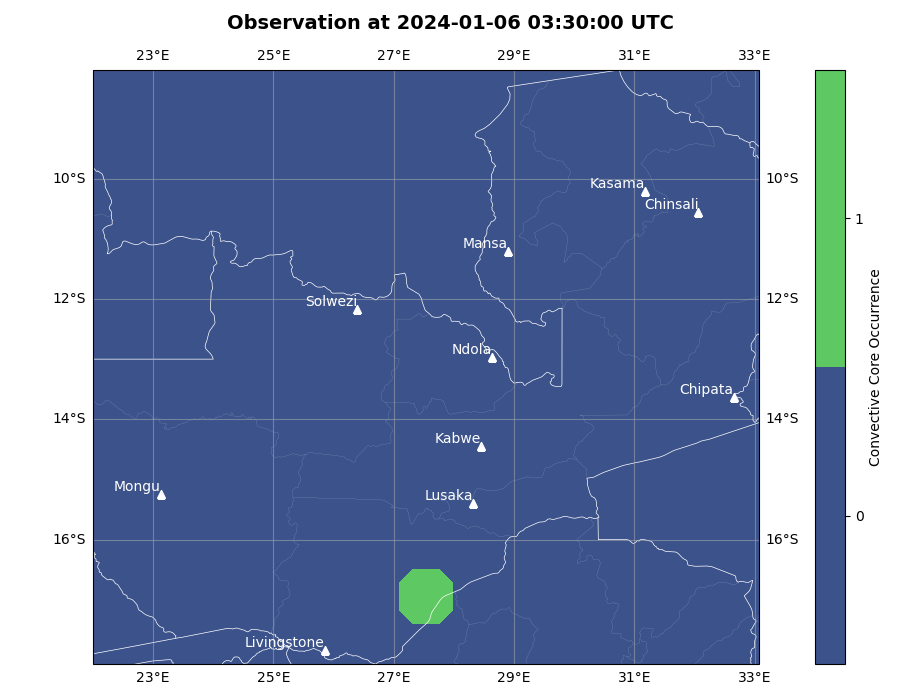 Observation at 2024-01-06 03:30:00 UTC
23°E 25°E 27°E 29°E 31°E 33°E
10°S 10°S
Kasama
Chinsali
Mansa
12°S 12°S
Solwezi
Ndola
Chipata
14°S 14°S
Kabwe
Mongu
Lusaka
16°S 16°S
Livingstone
23°E 25°E 27°E 29°E 31°E 33°E
1
0
Convective Core Occurrence